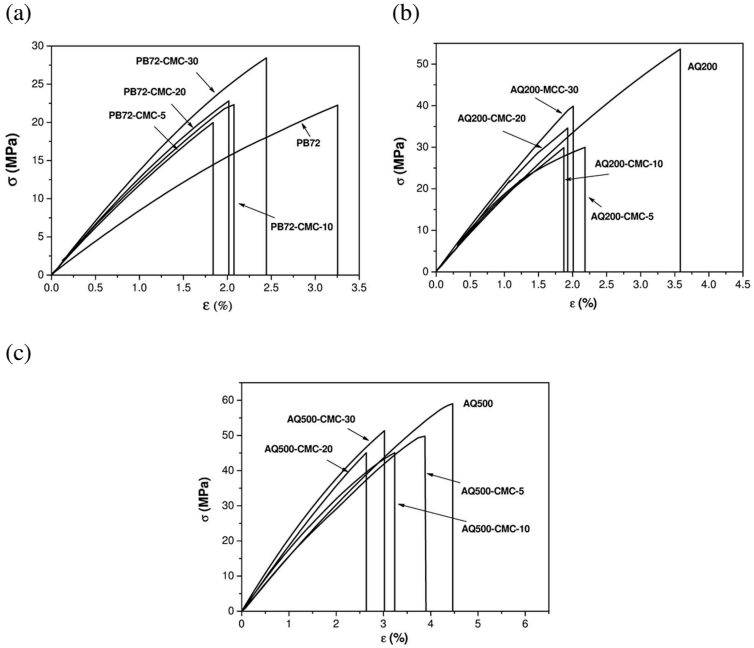 (a)
(b)
30
25
20
15
10
5
0
σ (MPa)
PB72-CMC-30
PB72-CMC-20
PB72-CMC-5
PB72
PB72-CMC-10
0.0
0.5
1.0
1.5
2.0
2.5
3.0
3.5
ε (%)
50
40
30
20
10
0
σ (MPa)
AQ200
AQ200-MCC-30
AQ200-CMC-20
AQ200-CMC-10
AQ200-CMC-5
0.0
0.5
1.0
1.5
2.0
2.5
3.0
3.5
4.0
4.5
ε (%)
(c)
60
50
40
30
20
10
0
σ (MPa)
AQ500
AQ500-CMC-30
AQ500-CMC-20
AQ500-CMC-5
AQ500-CMC-10
0
1
2
3
4
5
6
ε (%)